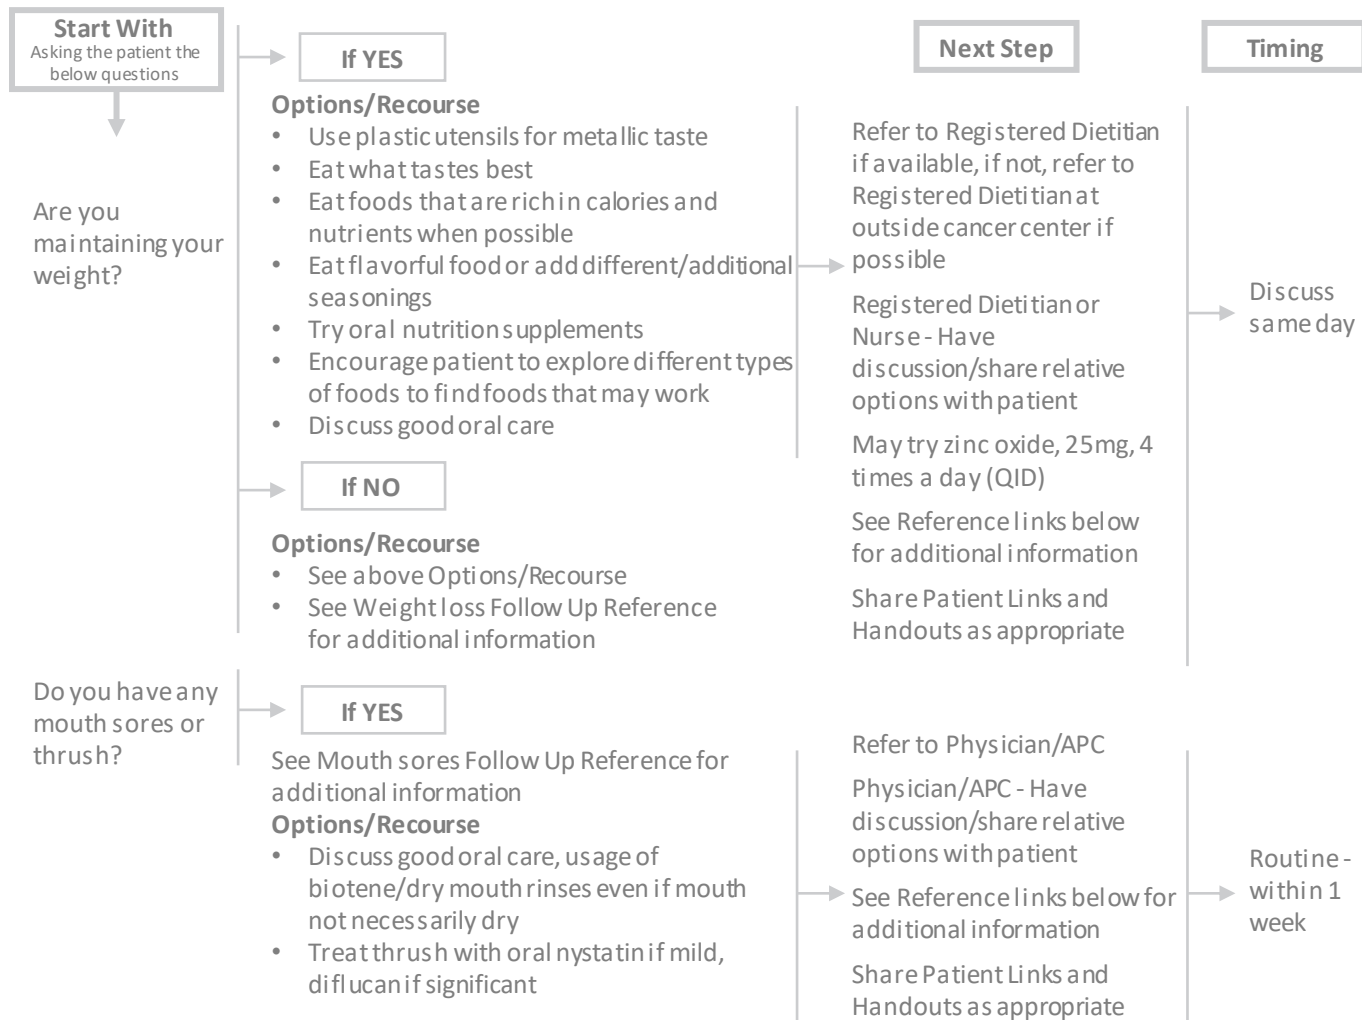 Start With
Asking the patient the
below questions
If YES
Next Step
Timing
Are you
maintaining your
weight?
Options/Recourse
• Use plastic utensils for metallic taste
• Eat what tastes best
• Eat foods that are rich in calories and
nutrients when possible
• Eat flavorful food or add different/additional
seasonings
• Try oral nutrition supplements
• Encourage patient to explore different types
of foods to find foods that may work
• Discuss good oral care
If NO
Options/Recourse
• See above Options/Recourse
• See Weight loss Follow Up Reference
for additional information
Refer to Registered Dietitian
if available, if not, refer to
Registered Dietitian at
outside cancer center if
possible
Registered Dietitian or
Nurse - Have
discussion/share relative
options with patient
May try zinc oxide, 25mg, 4
times a day (QID)
See Reference links below
for additional information
Share Patient Links and
Handouts as appropriate
Discuss
same day
Do you have any
mouth sores or
thrush?
If YES
See Mouth sores Follow Up Reference for
additional information
Options/Recourse
• Discuss good oral care, usage of
biotene/dry mouth rinses even if mouth
not necessarily dry
• Treat thrush with oral nystatin if mild,
diflucan if significant
Refer to Physician/APC
Physician/APC - Have
discussion/share relative
options with patient
See Reference links below for
additional information
Share Patient Links and
Handouts as appropriate
Routine -
within 1
week